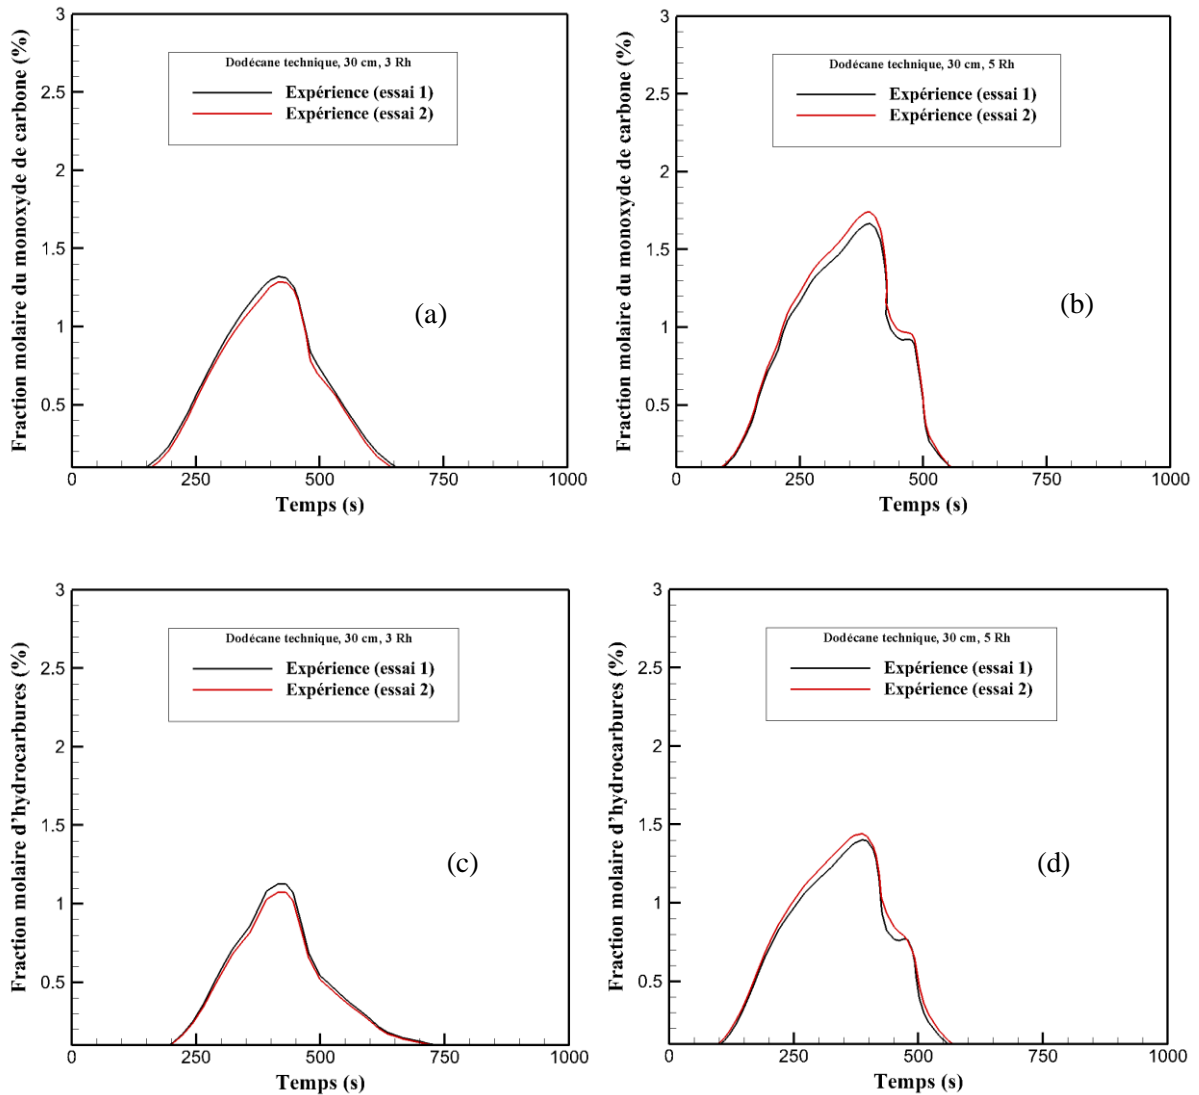 Fraction molaire du monoxyde de carbone (%)
3
2.5
2
1.5
1
0.5
Dodécane technique, 30 cm, 3 Rh
Expérience (essai 1)
Expérience (essai 2)
(a)
0
250
500
750
1000
Temps (s)
Fraction molaire du monoxyde de carbone (%)
3
2.5
2
1.5
1
0.5
Dodécane technique, 30 cm, 5 Rh
Expérience (essai 1)
Expérience (essai 2)
(b)
0
250
500
750
1000
Temps (s)
Fraction molaire d'hydrocarbures (%)
3
2.5
2
1.5
1
0.5
Dodécane technique, 30 cm, 3 Rh
Expérience (essai 1)
Expérience (essai 2)
(c)
0
250
500
750
1000
Temps (s)
Fraction molaire d'hydrocarbures (%)
3
2.5
2
1.5
1
0.5
Dodécane technique, 30 cm, 5 Rh
Expérience (essai 1)
Expérience (essai 2)
(d)
0
250
500
750
1000
Temps (s)